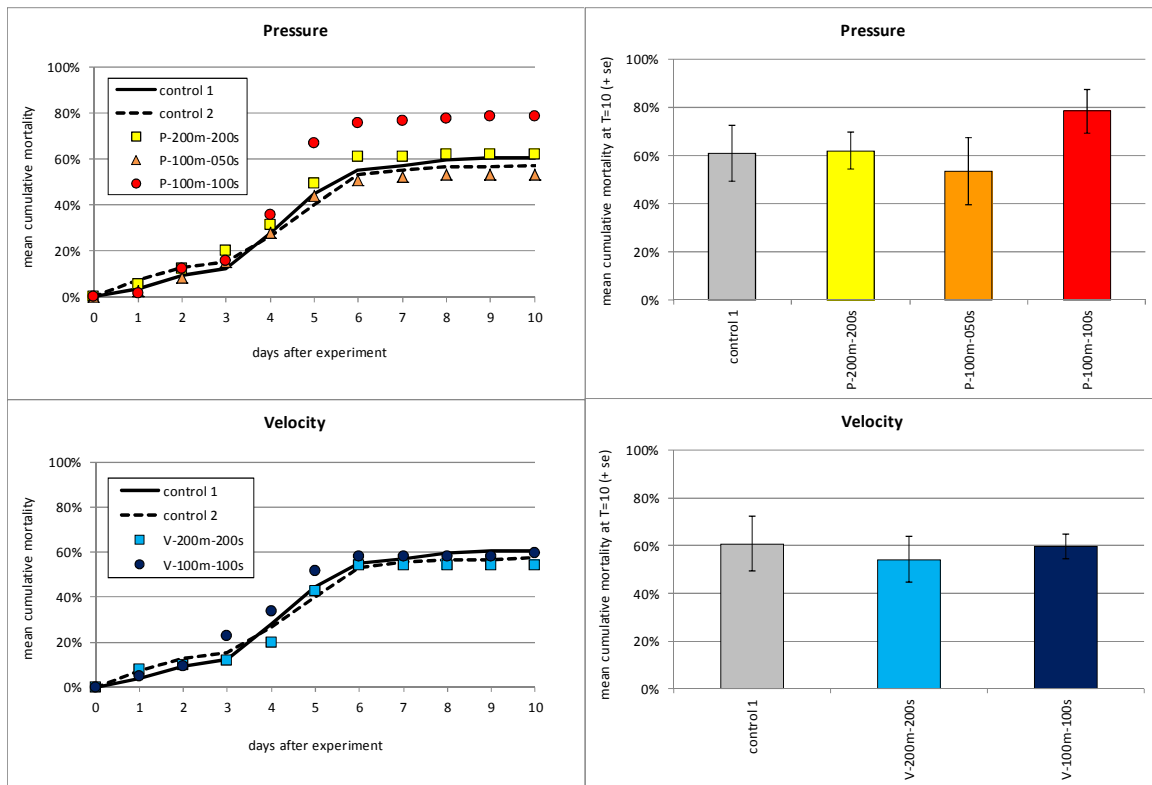 Pressure
mean cumulative mortality
100%
80%
60%
40%
20%
0%
control 1
control 2
P-200m-200s
P-100m-050s
P-100m-100s
0 1 2 3 4 5 6 7 8 9 10
days after experiment
Pressure
mean cumulative mortality at T=10 (+ se)
100%
80%
60%
40%
20%
0%
control 1
P-200m-200s
P-100m-050s
P-100m-100s
Velocity
mean cumulative mortality
100%
80%
60%
40%
20%
0%
control 1
control 2
V-200m-200s
V-100m-100s
0 1 2 3 4 5 6 7 8 9 10
days after experiment
Velocity
mean cumulative mortality at T=10 (+ se)
100%
80%
60%
40%
20%
0%
control 1
V-200m-200s
V-100m-100s